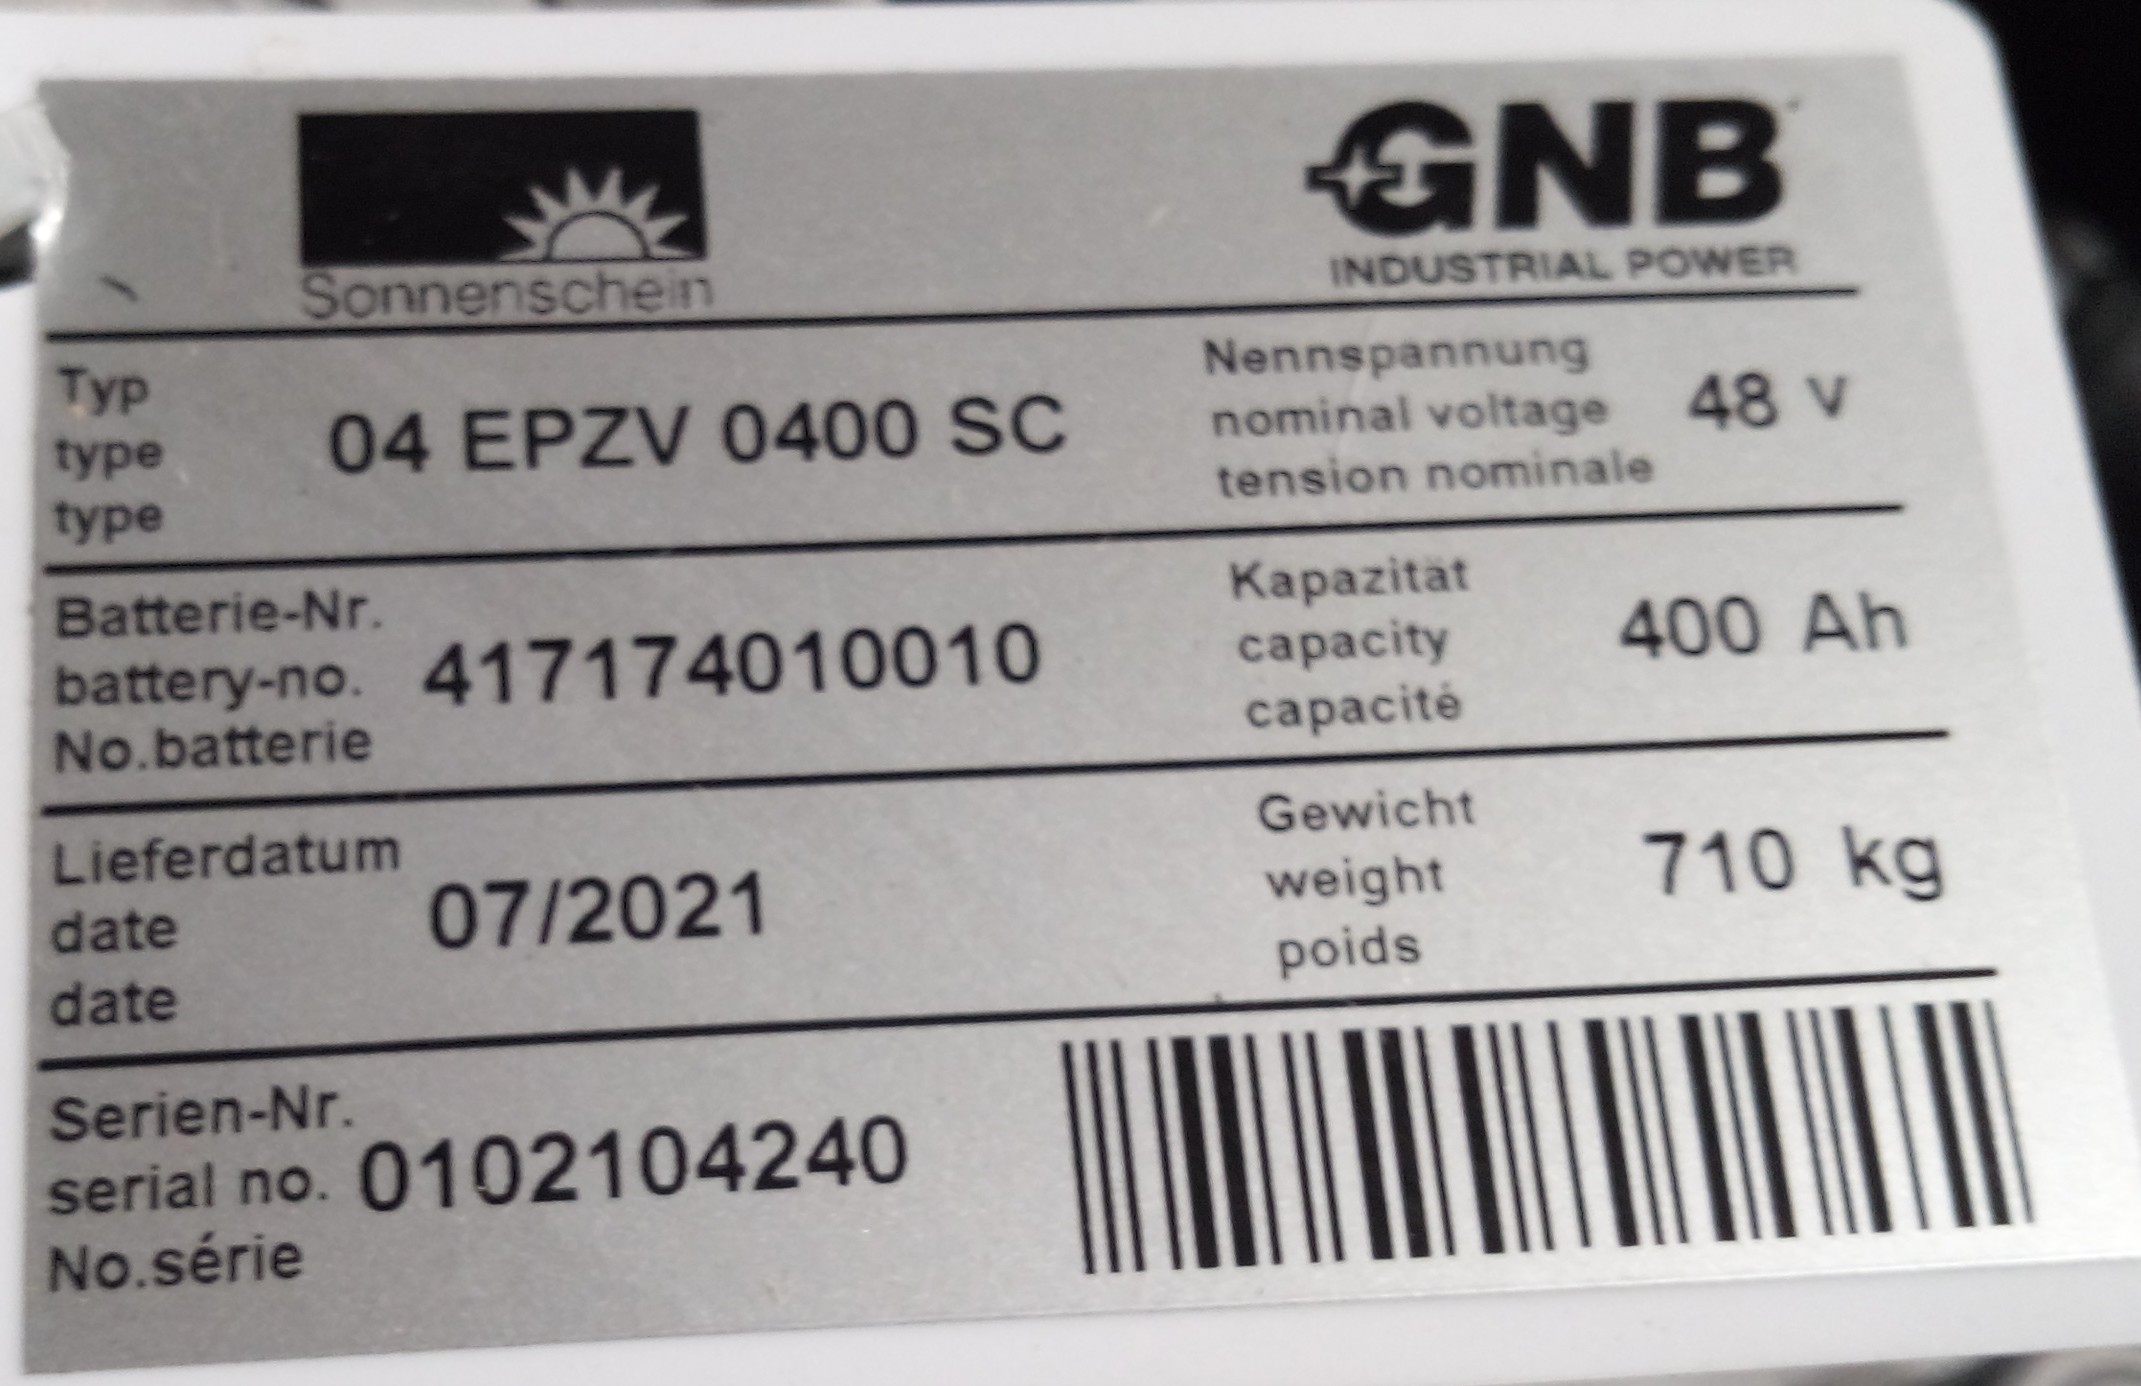 Sonnenschein
GNB
INDUSTRIAL POWER
Typ
type
type
04 EPZV 0400 SC
Nennspannung
nominal voltage
tension nominale
48 V
Batterie-Nr.
battery-no.
No.batterie
417174010010
Kapazität
capacity
capacité
400 Ah
Lieferdatum
date
date
07/2021
Gewicht
weight
poids
710 kg
Serien-Nr.
serial no.
No.série
0102104240